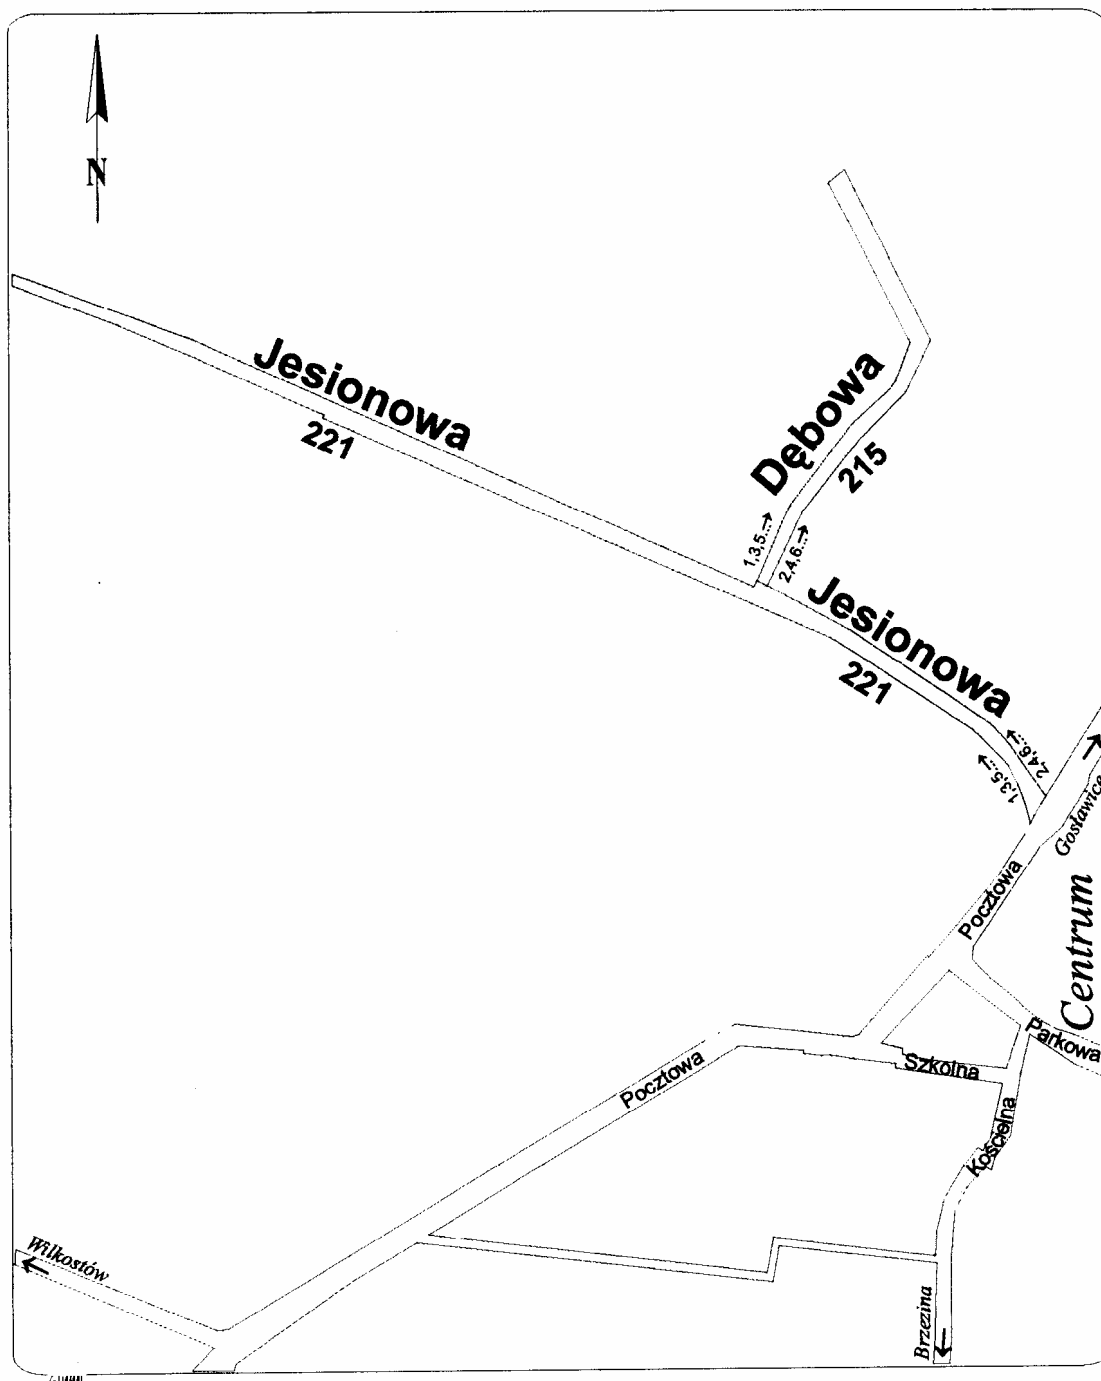 N
Jesionowa
221
Dębowa
215
1,3,5...→
2,4,6...→
Jesionowa
221
2,4,6...→
1,3,5...→
Gosławice
Pocztowa
Centrum
Parkowa
Szkolna
Pocztowa
Kościelna
Wilkostów
Brzezina